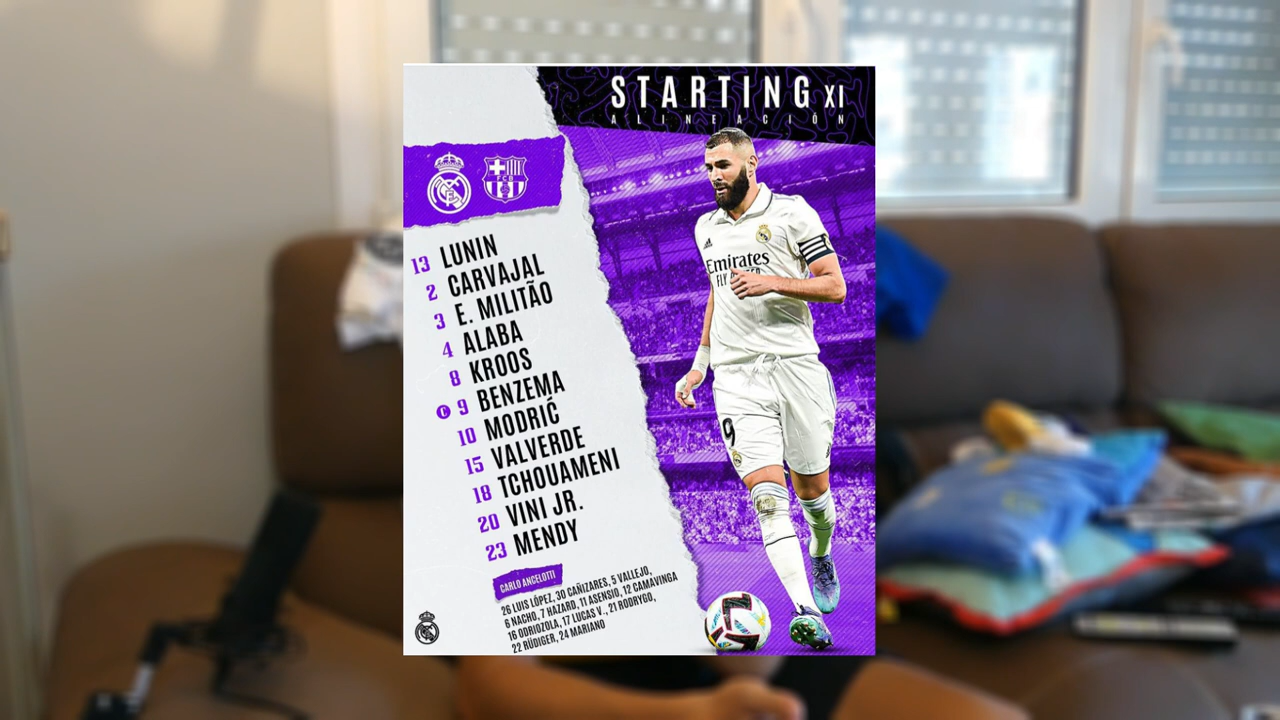 STARTING XI
ALINEACIÓN
FCB
13 LUNIN
2 CARVAJAL
3 E. MILITÃO
4 ALABA
8 KROOS
C 9 BENZEMA
10 MODRIĆ
15 VALVERDE
18 TCHOUAMENI
20 VINI JR.
23 MENDY
CARLO ANCELOTTI
26 LUIS LÓPEZ, 30 CAÑIZARES, 5 VALLEJO,
6 NACHO, 7 HAZARD, 11 ASENSIO, 12 CAMAVINGA
16 ODRIOZOLA, 17 LUCAS V., 21 RODRYGO,
22 RÜDIGER, 24 MARIANO
Emirates
FLY BETTER
9